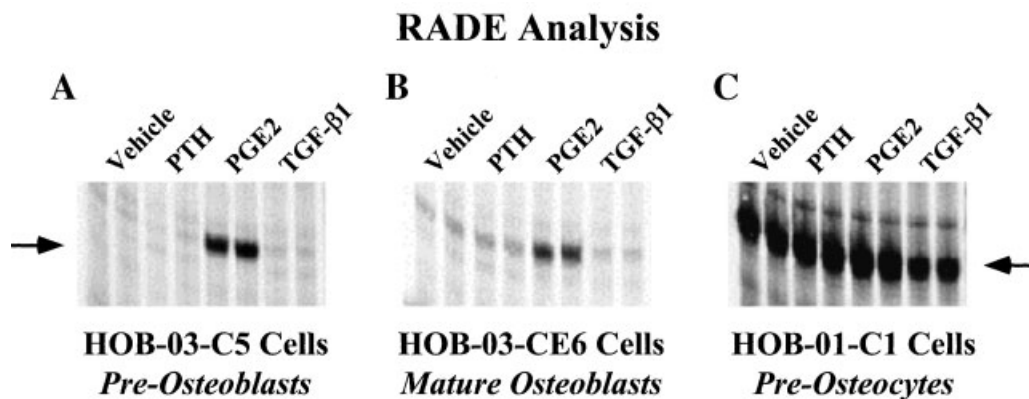 RADE Analysis
A
Vehicle
PTH
PGE2
TGF-β1
B
Vehicle
PTH
PGE2
TGF-β1
C
Vehicle
PTH
PGE2
TGF-β1
HOB-03-C5 Cells
Pre-Osteoblasts
HOB-03-CE6 Cells
Mature Osteoblasts
HOB-01-C1 Cells
Pre-Osteocytes